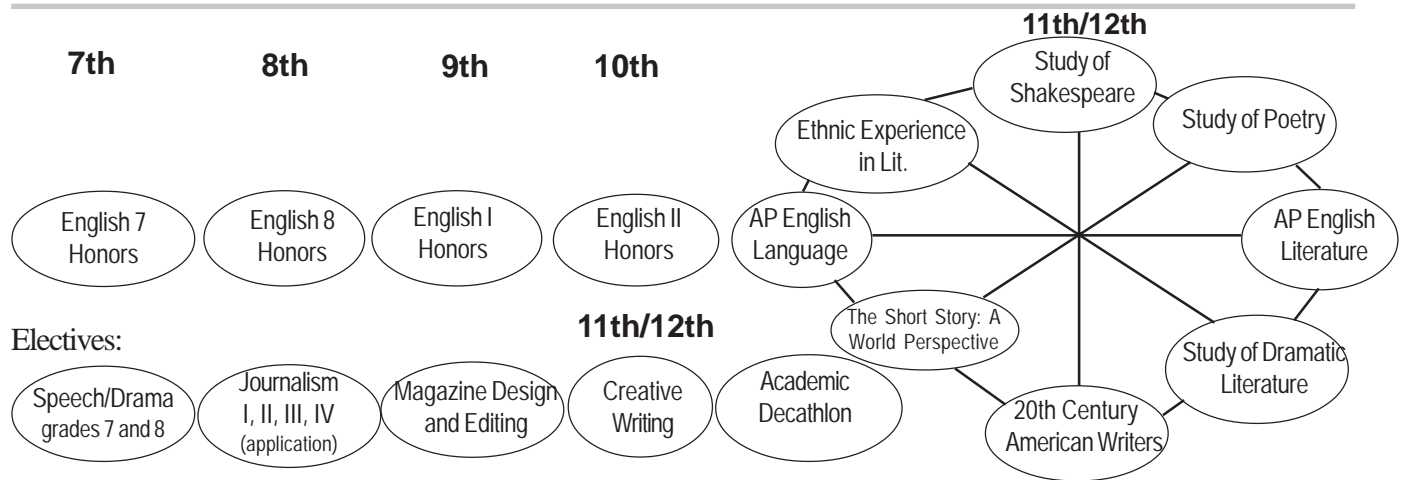 7th
8th
9th
10th
11th/12th
Study of
Shakespeare
Study of Poetry
Ethnic Experience
in Lit.
English 7
Honors
English 8
Honors
English I
Honors
English II
Honors
AP English
Language
AP English
Literature
The Short Story: A
World Perspective
Study of Dramatic
Literature
20th Century
American Writers
Electives:
11th/12th
Speech/Drama
grades 7 and 8
Journalism
I, II, III, IV
(application)
Magazine Design
and Editing
Creative
Writing
Academic
Decathlon